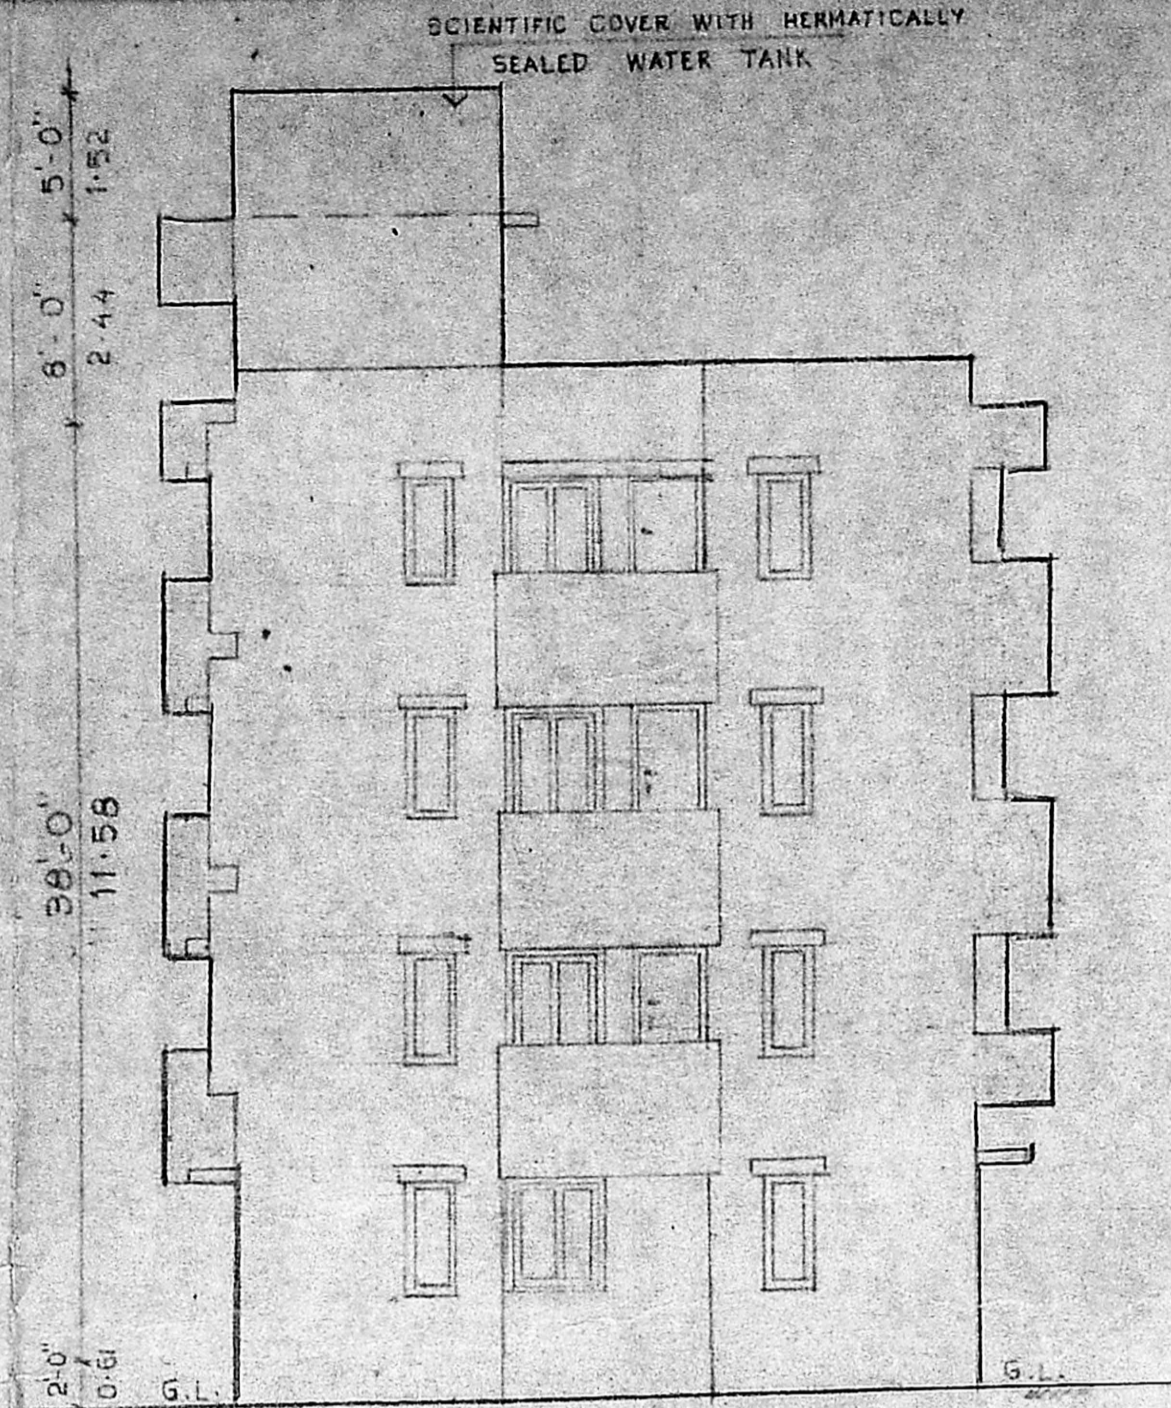 SCIENTIFIC COVER WITH HERMATICALLY
SEALED WATER TANK
5'-0"
1.52
8'-0"
2.44
38'-0"
11.58
2'-0"
0.61
G.L.
G.L.